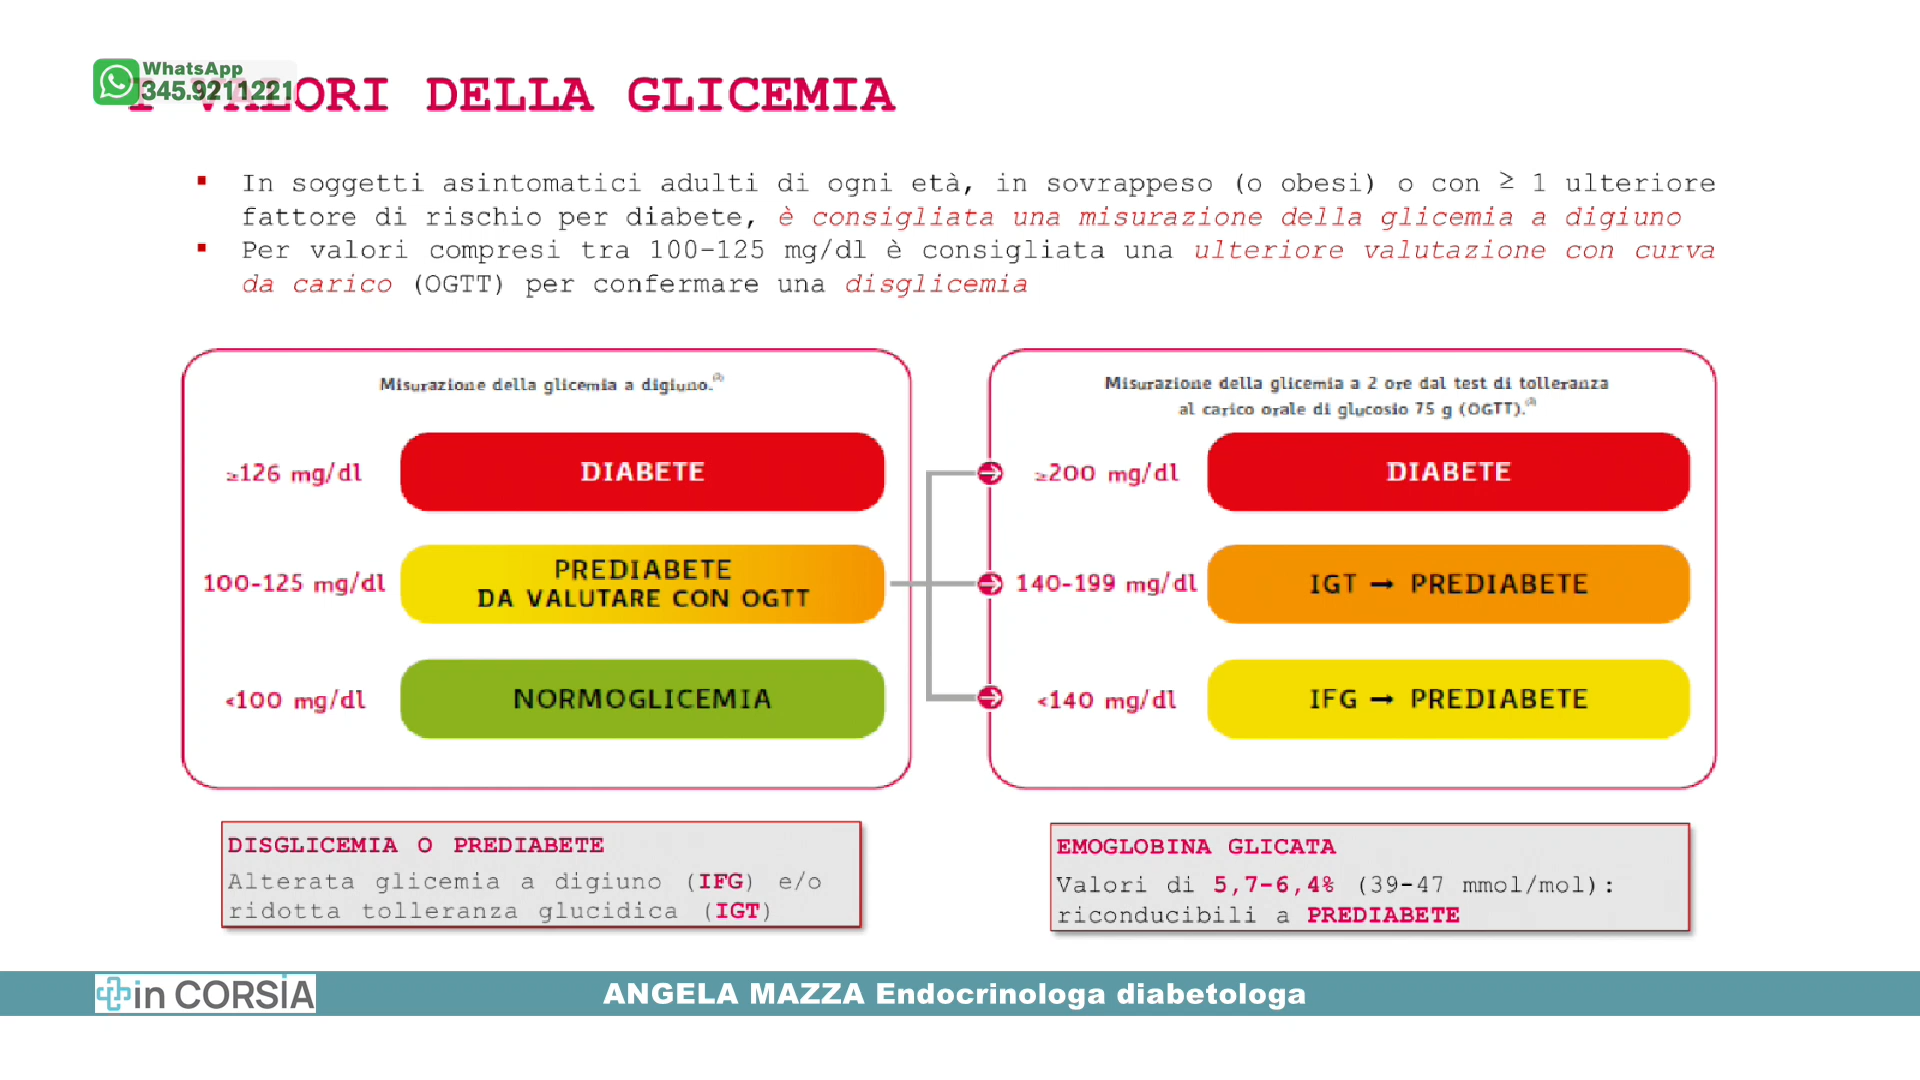 WhatsApp
345.9211221
I VALORI DELLA GLICEMIA
▪ In soggetti asintomatici adulti di ogni età, in sovrappeso (o obesi) o con ≥ 1 ulteriore
fattore di rischio per diabete, è consigliata una misurazione della glicemia a digiuno
▪ Per valori compresi tra 100-125 mg/dl è consigliata una ulteriore valutazione con curva
da carico (OGTT) per confermare una disglicemia
Misurazione della glicemia a digiuno.
≥126 mg/dl DIABETE
100-125 mg/dl PREDIABETE
DA VALUTARE CON OGTT
<100 mg/dl NORMOGLICEMIA
Misurazione della glicemia a 2 ore dal test di tolleranza
al carico orale di glucosio 75 g (OGTT).
≥200 mg/dl DIABETE
140-199 mg/dl IGT → PREDIABETE
<140 mg/dl IFG → PREDIABETE
DISGLICEMIA O PREDIABETE
Alterata glicemia a digiuno (IFG) e/o
ridotta tolleranza glucidica (IGT)
EMOGLOBINA GLICATA
Valori di 5,7-6,4% (39-47 mmol/mol):
riconducibili a PREDIABETE
in CORSIA
ANGELA MAZZA Endocrinologa diabetologa